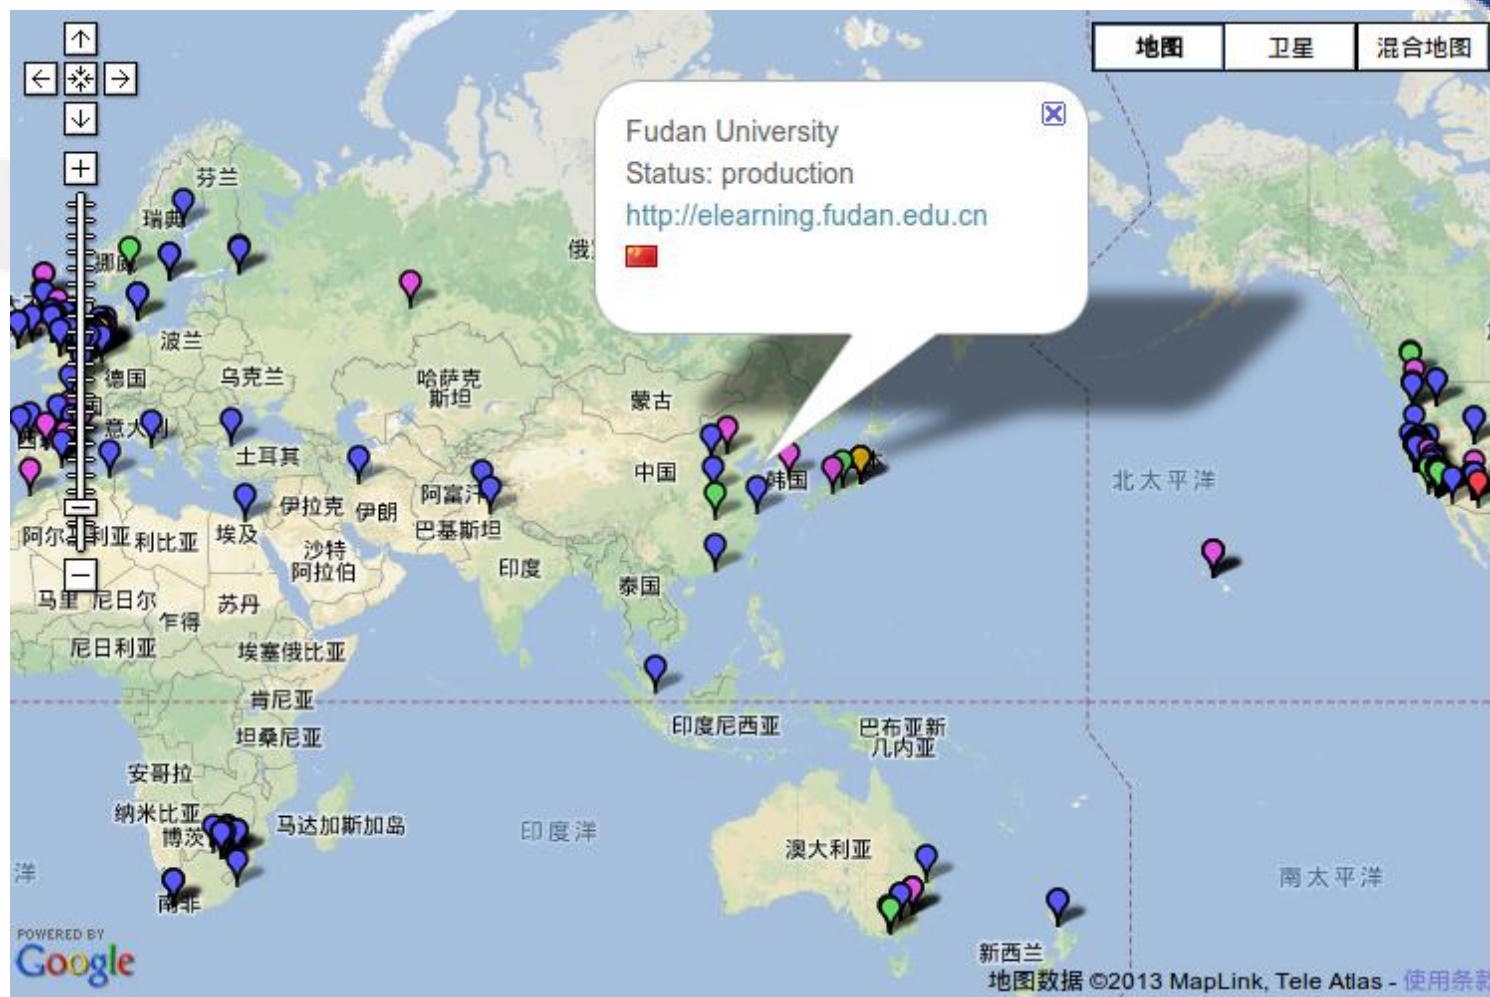 地图
卫星
混合地图
Fudan University
Status: production
http://elearning.fudan.edu.cn
芬兰
瑞典
挪威
波兰
德国
乌克兰
哈萨克
斯坦
蒙古
土耳其
中国
韩国
北太平洋
伊拉克
伊朗
阿富汗
巴基斯坦
利比亚
埃及
沙特
阿拉伯
印度
泰国
马里
尼日尔
乍得
苏丹
尼日利亚
埃塞俄比亚
肯尼亚
坦桑尼亚
印度尼西亚
巴布亚新
几内亚
安哥拉
纳米比亚
博茨
马达加斯加岛
印度洋
澳大利亚
洋
南太平洋
南非
新西兰
POWERED BY
Google
地图数据 ©2013 MapLink, Tele Atlas - 使用条款